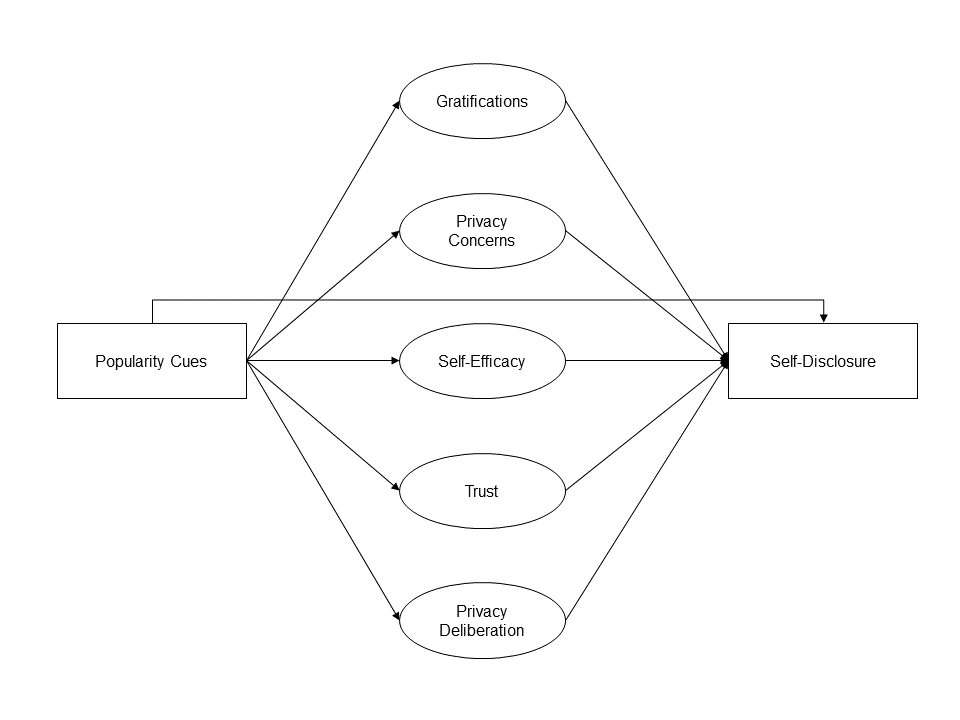 Gratifications
Privacy
Concerns
Popularity Cues
Self-Efficacy
Self-Disclosure
Trust
Privacy
Deliberation